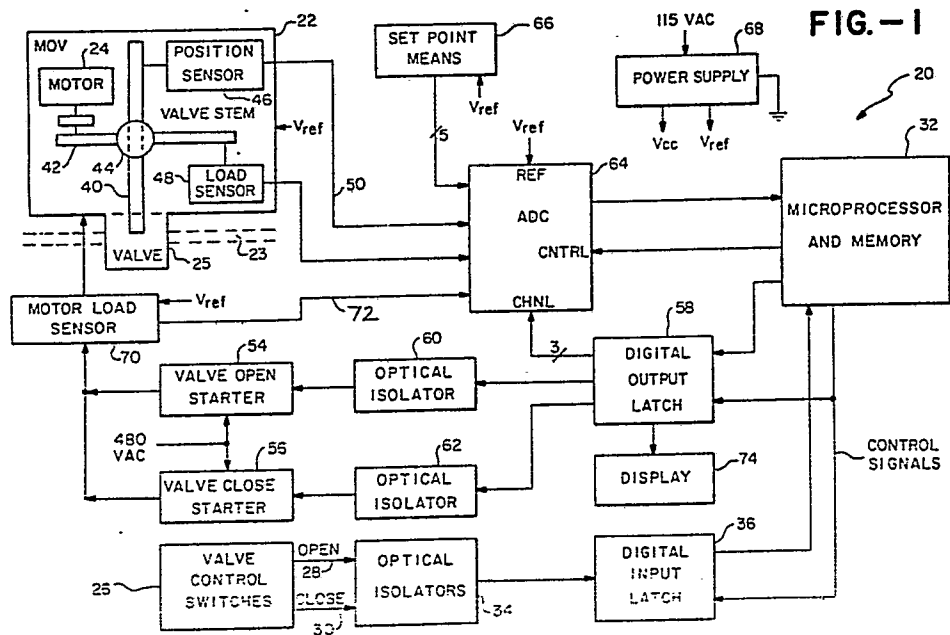 FIG.-1
20
22
MOV
24
MOTOR
POSITION
SENSOR
46
VALVE STEM
42
44
40
48
LOAD
SENSOR
50
Vref
23
VALVE
25
66
SET POINT
MEANS
Vref
5
115 VAC
68
POWER SUPPLY
Vcc
Vref
32
MICROPROCESSOR
AND MEMORY
Vref
64
REF
ADC
CNTRL
CHNL
MOTOR LOAD
SENSOR
Vref
72
70
54
VALVE OPEN
STARTER
60
OPTICAL
ISOLATOR
3
58
DIGITAL
OUTPUT
LATCH
480
VAC
56
VALVE CLOSE
STARTER
62
OPTICAL
ISOLATOR
DISPLAY
74
CONTROL
SIGNALS
26
VALVE
CONTROL
SWITCHES
OPEN
28
CLOSE
30
OPTICAL
ISOLATORS
34
36
DIGITAL
INPUT
LATCH